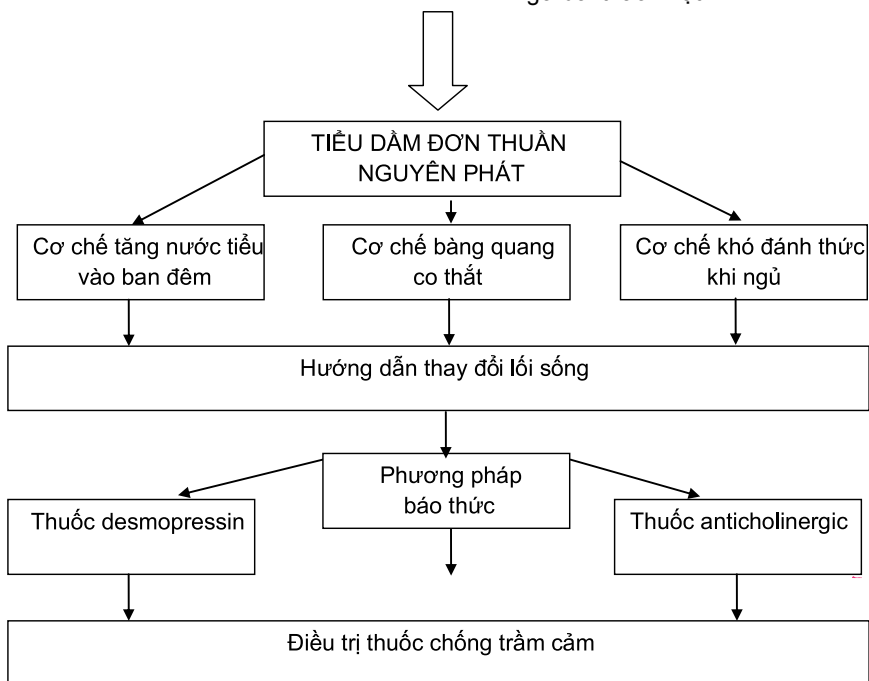 TIỂU DẦM ĐƠN THUẦN
NGUYÊN PHÁT
Cơ chế tăng nước tiểu
vào ban đêm
Cơ chế bàng quang
co thắt
Cơ chế khó đánh thức
khi ngủ
Hướng dẫn thay đổi lối sống
Phương pháp
báo thức
Thuốc desmopressin
Thuốc anticholinergic
Điều trị thuốc chống trầm cảm